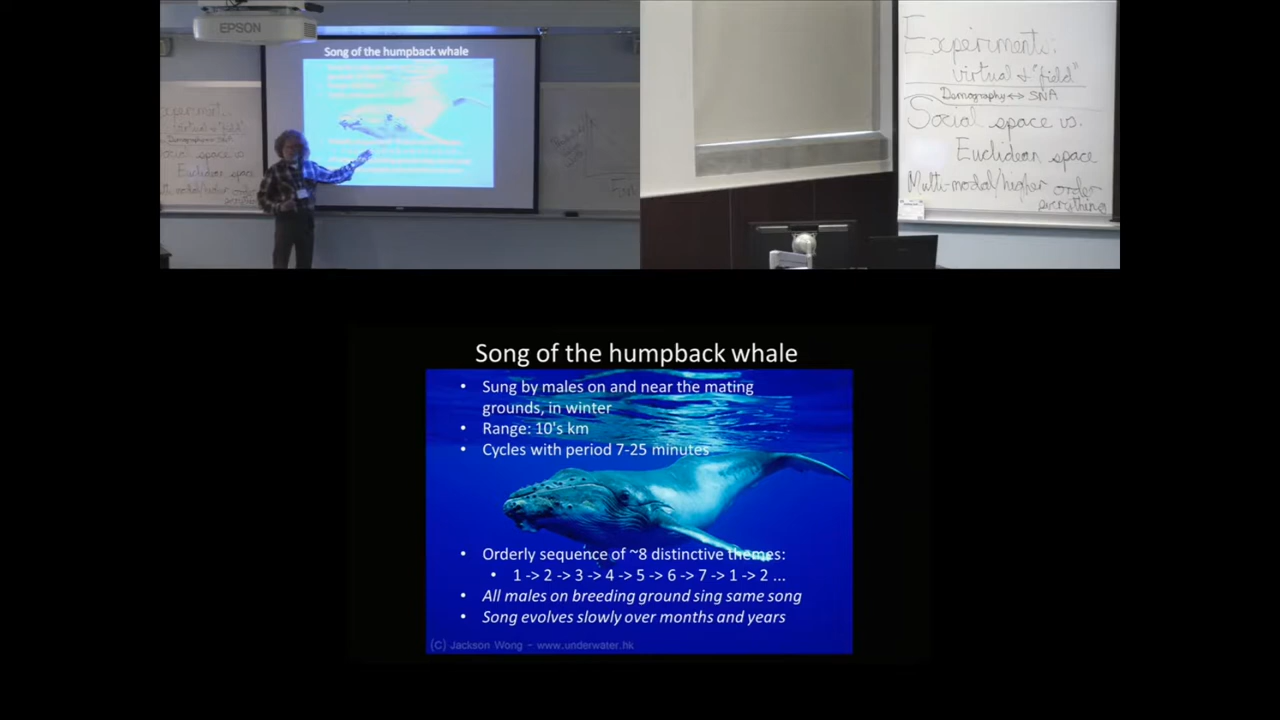 EPSON
Song of the humpback whale
Experiments:
virtual & "field"
Demography <-> SNA
Social space vs.
Euclidean space
Multi-modal/higher order
everything
Song of the humpback whale
• Sung by males on and near the mating
grounds, in winter
• Range: 10's km
• Cycles with period 7-25 minutes
• Orderly sequence of ~8 distinctive themes:
• 1 -> 2 -> 3 -> 4 -> 5 -> 6 -> 7 -> 1 -> 2 ...
• All males on breeding ground sing same song
• Song evolves slowly over months and years
(C) Jackson Wong - www.underwater.hk